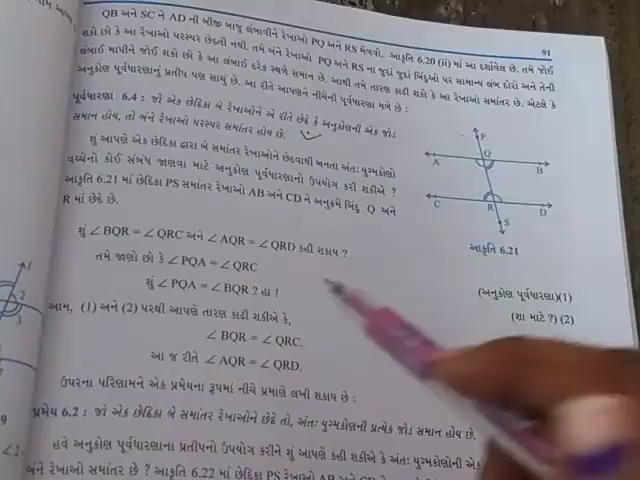 QB અને SC ને AD ની બીજી બાજુ લંબાવીને રેખાઓ PQ અને RS મેળવો. આકૃતિ 6.20 (ii) માં આ દર્શાવેલ છે. તમે જોઈ
91
શકો છો કે આ રેખાઓ પરસ્પર છેદતી નથી. તમે બંને રેખાઓ PQ અને RS ના જુદાં જુદાં બિંદુઓ પર સામાન્ય લંબ દોરો અને તેની
લંબાઈ માપીને જોઈ શકો છો કે આ લંબાઈ દરેક સ્થળે સમાન છે. આથી તમે તારણ કાઢી શકો કે આ રેખાઓ સમાંતર છે. એટલે કે
અનુકોણ પૂર્વધારણાનું પ્રતીપ પણ સાચું છે. આ રીતે આપણને નીચેની પૂર્વધારણા મળે છે :
પૂર્વધારણા 6.4 : જો એક છેદિકા બે રેખાઓને એ રીતે છેદે કે અનુકોણની એક જોડ
સમાન હોય, તો બંને રેખાઓ પરસ્પર સમાંતર હોય છે.
શું આપણે એક છેદિકા દ્વારા બે સમાંતર રેખાઓને છેદવાથી બનતા અંતઃ યુગ્મકોણો
વચ્ચેનો કોઈ સંબંધ જાણવા માટે અનુકોણ પૂર્વધારણાનો ઉપયોગ કરી શકીએ ?
આકૃતિ 6.21 માં છેદિકા PS સમાંતર રેખાઓ AB અને CD ને અનુક્રમે બિંદુ Q અને
R માં છેદે છે.
P
Q
A
B
C
R
D
S
આકૃતિ 6.21
શું ∠ BQR = ∠ QRC અને ∠ AQR = ∠ QRD કહી શકાય ?
તમે જાણો છો કે ∠ PQA = ∠ QRC
(અનુકોણ પૂર્વધારણા)(1)
શું ∠ PQA = ∠ BQR ? હા !
(શા માટે ?) (2)
આમ, (1) અને (2) પરથી આપણે તારણ કાઢી શકીએ કે,
∠ BQR = ∠ QRC.
આ જ રીતે ∠ AQR = ∠ QRD.
ઉપરના પરિણામને એક પ્રમેયના રૂપમાં નીચે પ્રમાણે લખી શકાય છે :
પ્રમેય 6.2 : જો એક છેદિકા બે સમાંતર રેખાઓને છેદે તો, અંતઃ યુગ્મકોણની પ્રત્યેક જોડ સમાન હોય છે.
હવે અનુકોણ પૂર્વધારણાના પ્રતીપનો ઉપયોગ કરીને શું આપણે કહી શકીએ કે અંતઃ યુગ્મકોણોની એક
બંને રેખાઓ સમાંતર છે ? આકૃતિ 6.22 માં છેદિકા PS રેખાઓ AB અને CD
1
2
3
9
∠2